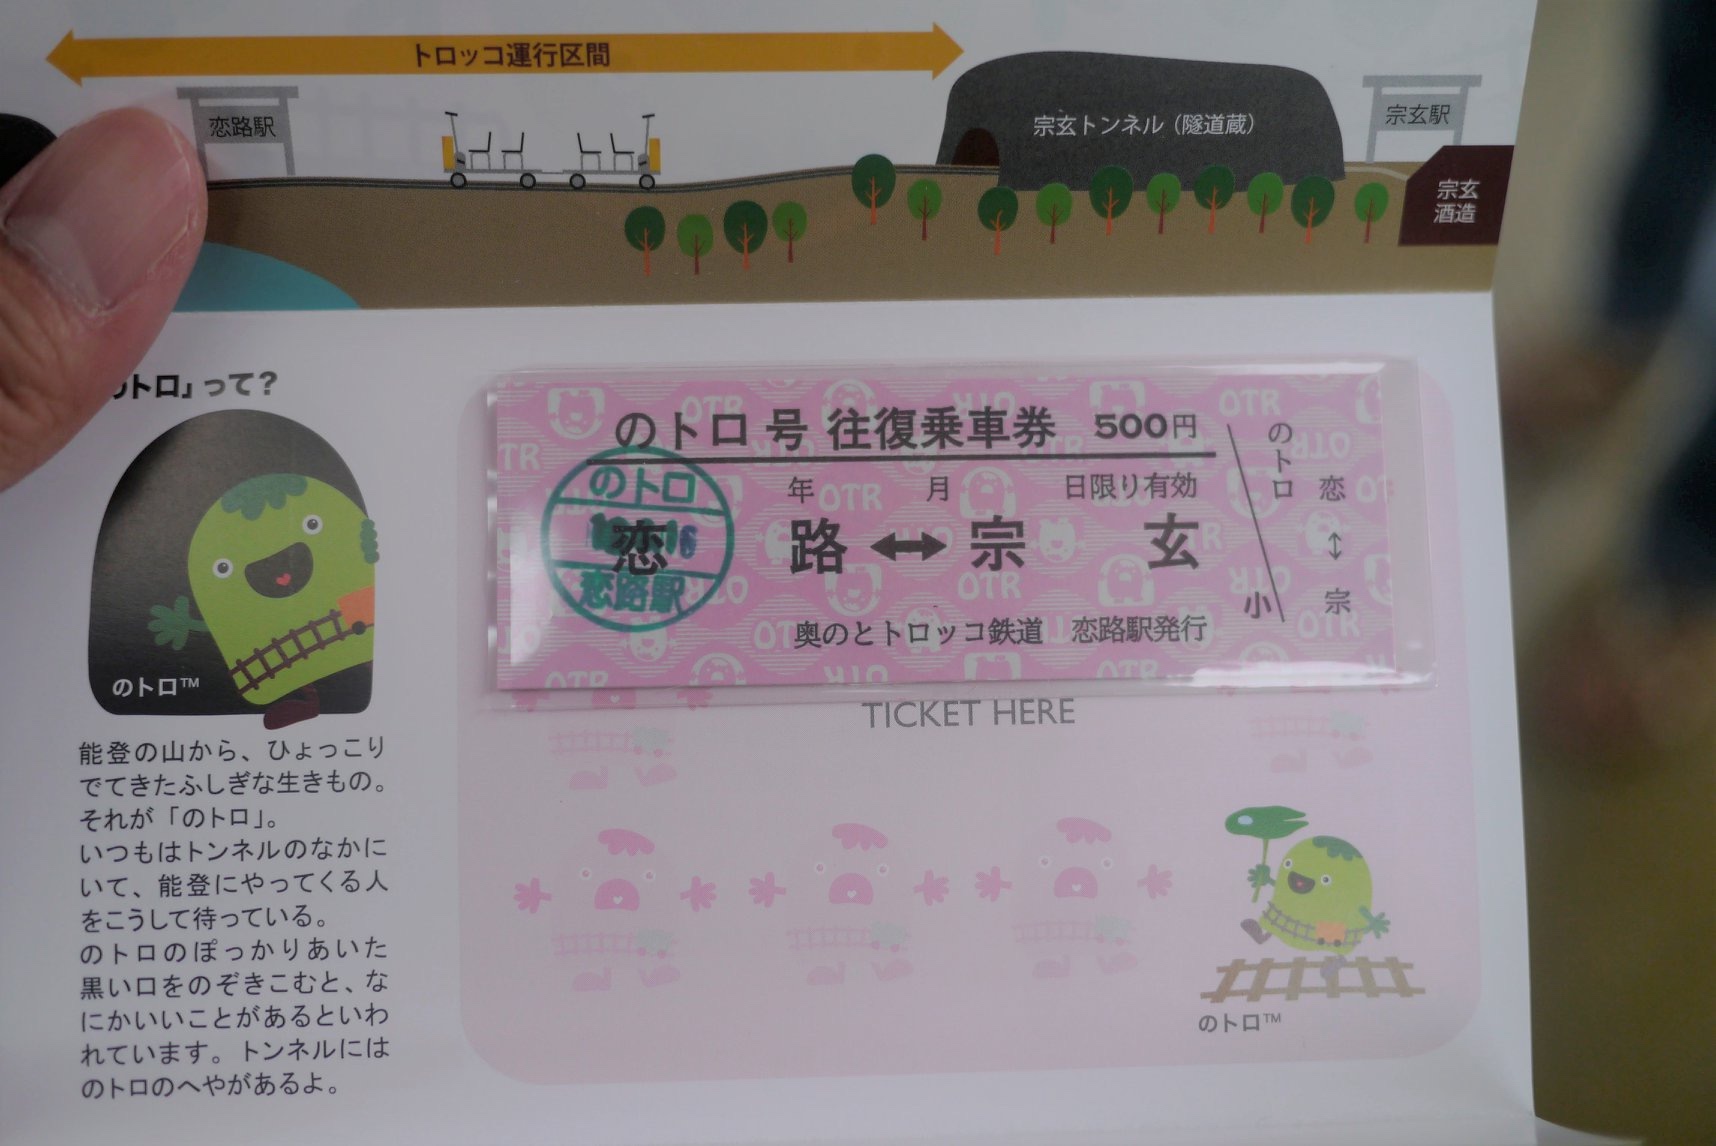 トロッコ運行区間
恋路駅
宗玄トンネル（隧道蔵）
宗玄駅
宗玄
酒造
のトロ」って？
のトロ™
能登の山から、ひょっこり
でてきたふしぎな生きもの。
それが「のトロ」。
いつもはトンネルのなかに
いて、能登にやってくる人
をこうして待っている。
のトロのぽっかりあいた
黒い口をのぞきこむと、な
にかいいことがあるといわ
れています。トンネルには
のトロのへやがあるよ。
のトロ号 往復乗車券 500円
年 月 日限り有効
恋路↔宗玄
奥のとトロッコ鉄道 恋路駅発行
のトロ
恋路駅
のトロ
恋↕宗
小
OTR
TICKET HERE
のトロ™